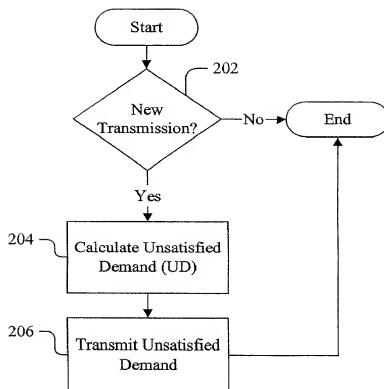 Start
202
New
Transmission?
No
End
Yes
204
Calculate Unsatisfied
Demand (UD)
206
Transmit Unsatisfied
Demand